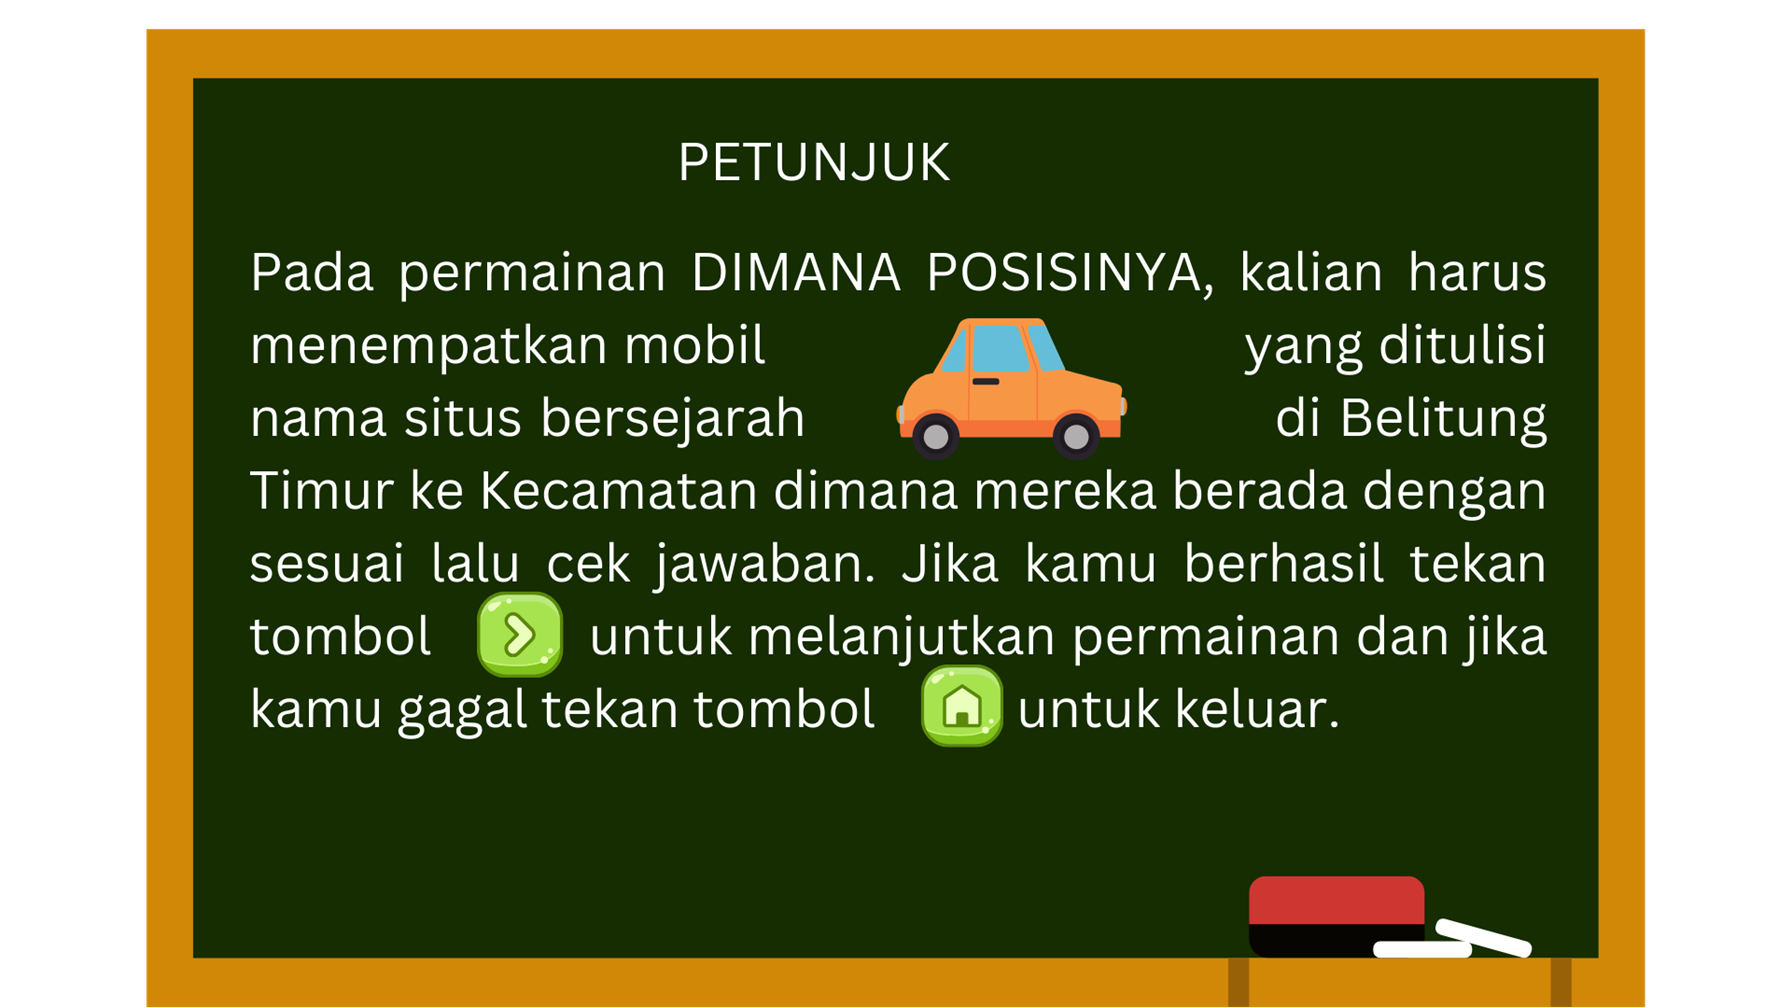 PETUNJUK
Pada permainan DIMANA POSISINYA, kalian harus
menempatkan mobil yang ditulisi
nama situs bersejarah di Belitung
Timur ke Kecamatan dimana mereka berada dengan
sesuai lalu cek jawaban. Jika kamu berhasil tekan
tombol untuk melanjutkan permainan dan jika
kamu gagal tekan tombol untuk keluar.